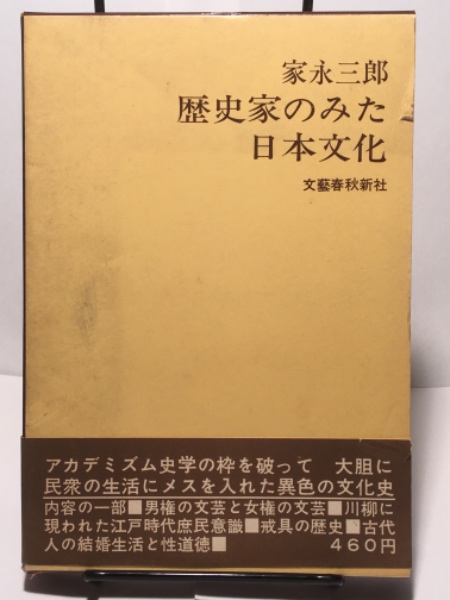 家永三郎
歴史家のみた
日本文化
文藝春秋新社
アカデミズム史学の枠を破って 大胆に
民衆の生活にメスを入れた異色の文化史
内容の一部■男権の文芸と女権の文芸■川柳に
現われた江戸時代庶民意識■戒具の歴史■古代
人の結婚生活と性道徳■ 460円